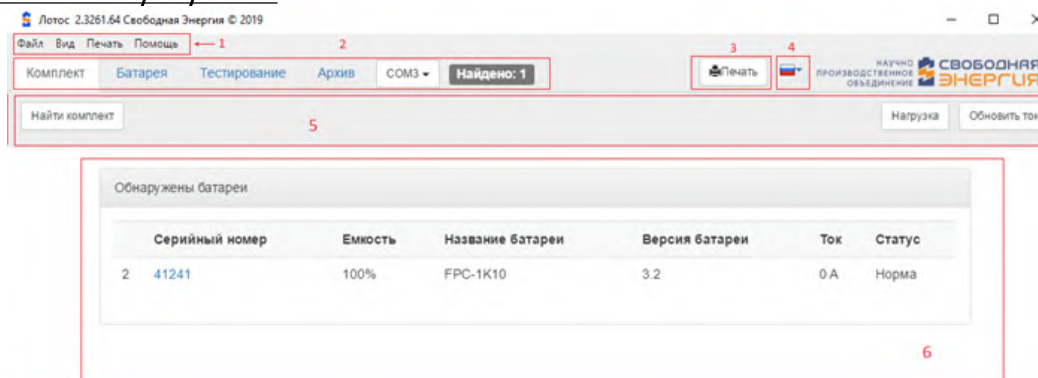 Лотос 2.3261.64 Свободная Энергия © 2019
Файл Вид Печать Помощь 1 2 3 4
Комплект Батарея Тестирование Архив COM3 Найдено: 1 Печать
НАУЧНО
ПРОИЗВОДСТВЕННОЕ
ОБЪЕДИНЕНИЕ
СВОБОДНАЯ
ЭНЕРГИЯ
Найти комплект 5 Нагрузка Обновить ток
Обнаружены батареи
Серийный номер Емкость Название батареи Версия батареи Ток Статус
2 41241 100% FPC-1K10 3.2 0 А Норма
6